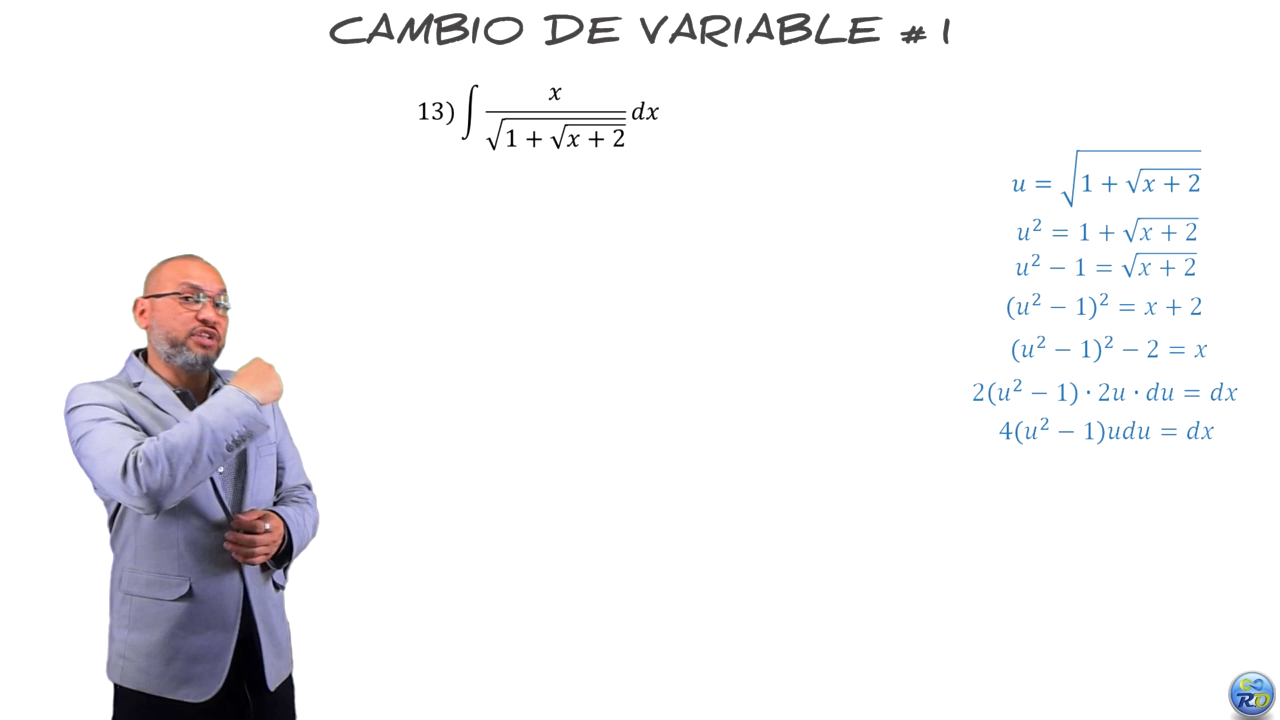 CAMBIO DE VARIABLE # 1
13) ∫ x / √(1 + √(x + 2)) dx
u = √(1 + √(x + 2))
u² = 1 + √(x + 2)
u² − 1 = √(x + 2)
(u² − 1)² = x + 2
(u² − 1)² − 2 = x
2(u² − 1) · 2u · du = dx
4(u² − 1)udu = dx
RD